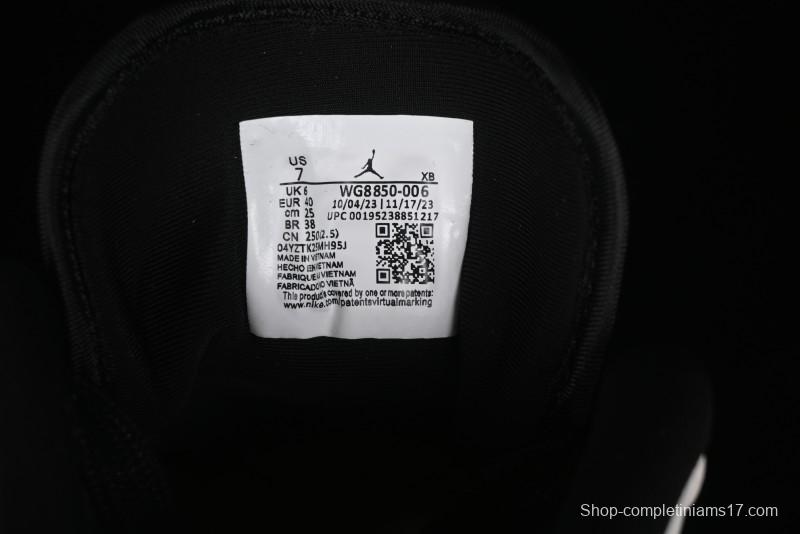 US
7 XB
UK 6 WG8850-006
EUR 40 10/04/23 | 11/17/23
cm 25 UPC 00195238851217
BR 38
CN 250(2.5)
04YZTK25MH95J
MADE IN VIETNAM
HECHO EN VIETNAM
FABRIQUE VIETNAM
FABRICADO VIETNÃ
This product is covered by one or more patents:
www.nike.com/patentsvirtualmarking
Shop-completiniams17.com